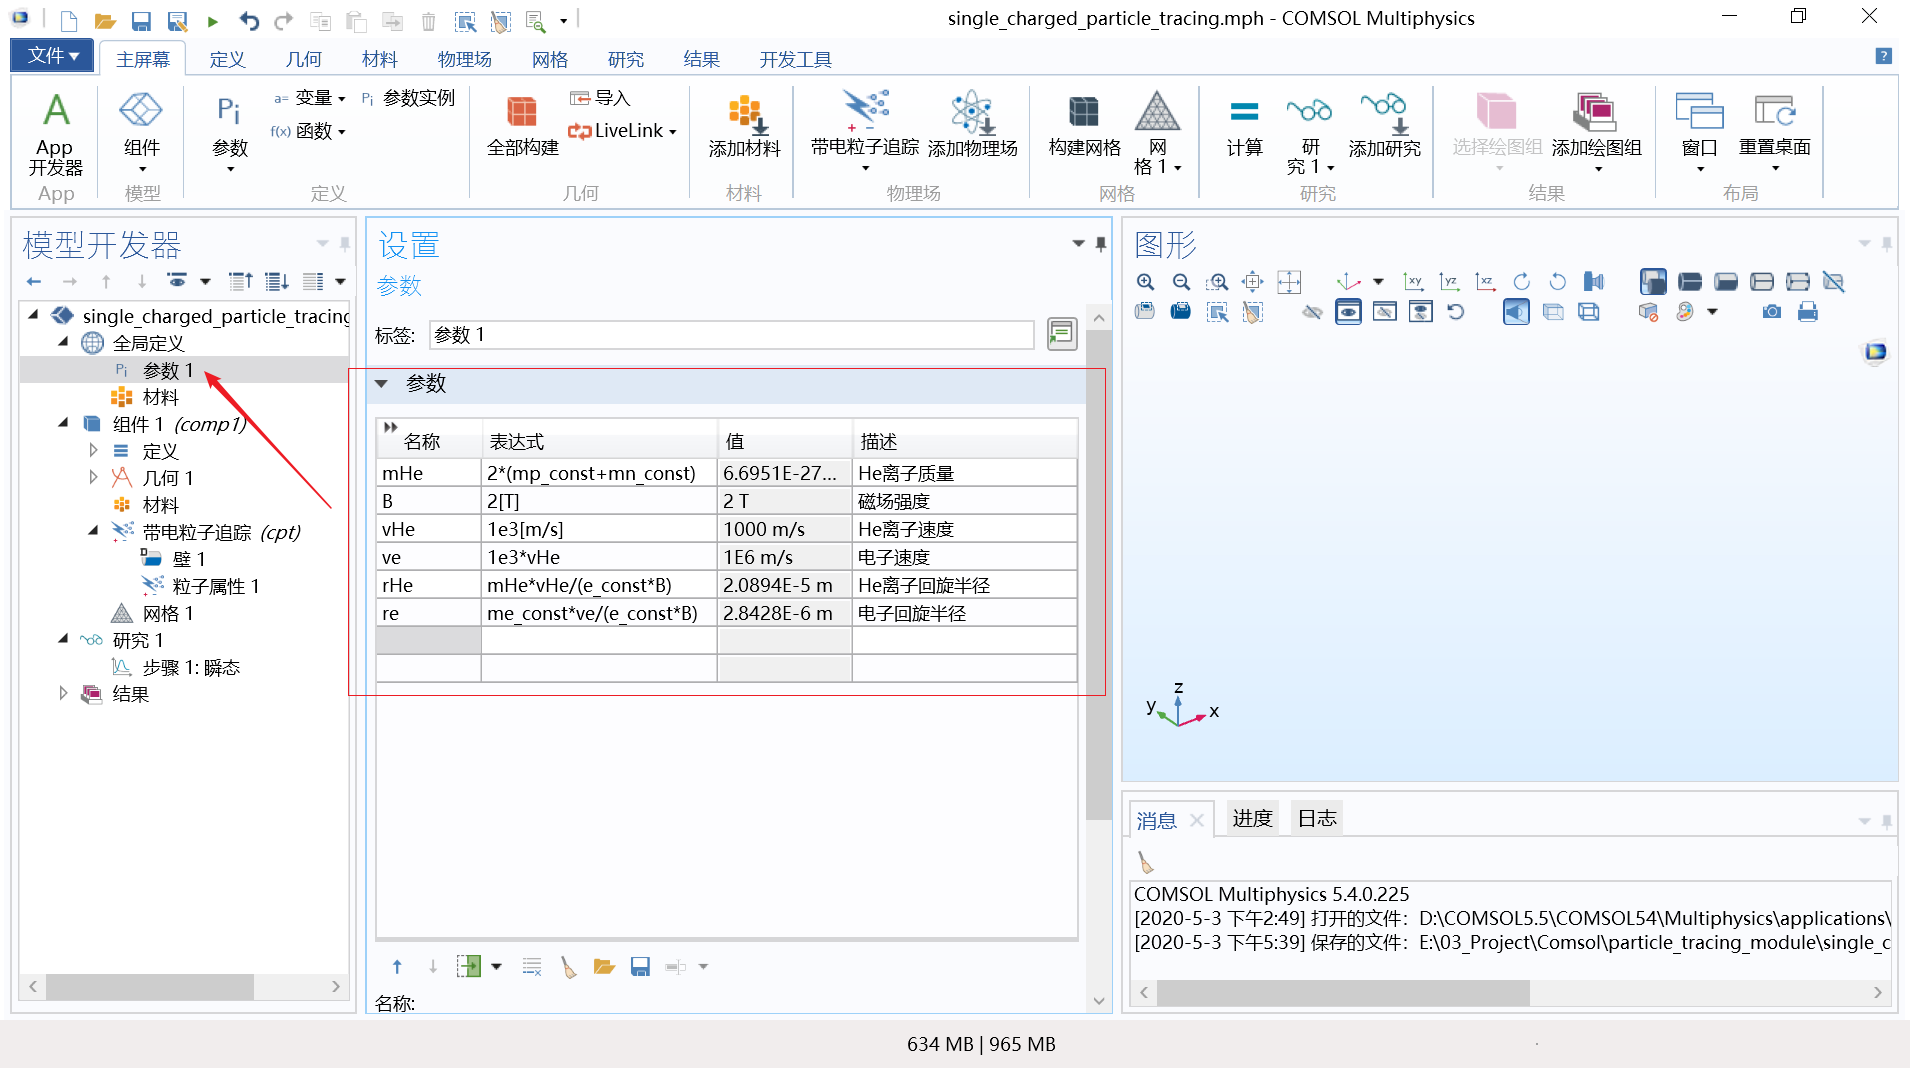 single_charged_particle_tracing.mph - COMSOL Multiphysics
文件 主屏幕 定义 几何 材料 物理场 网格 研究 结果 开发工具 ?
A App 开发器 App
组件 模型
Pi 参数 a= 变量 Pi 参数实例 f(x) 函数 定义
全部构建 导入 LiveLink 几何
添加材料 材料
带电粒子追踪 添加物理场 物理场
构建网格 网格 1 网格
计算 研究 1 添加研究 研究
选择绘图组 添加绘图组 结果
窗口 重置桌面 布局
模型开发器
single_charged_particle_tracing
全局定义
Pi 参数 1
材料
组件 1 (comp1)
定义
几何 1
材料
带电粒子追踪 (cpt)
壁 1
粒子属性 1
网格 1
研究 1
步骤 1: 瞬态
结果
设置
参数
标签: 参数 1
参数
名称 表达式 值 描述
mHe 2*(mp_const+mn_const) 6.6951E-27... He离子质量
B 2[T] 2 T 磁场强度
vHe 1e3[m/s] 1000 m/s He离子速度
ve 1e3*vHe 1E6 m/s 电子速度
rHe mHe*vHe/(e_const*B) 2.0894E-5 m He离子回旋半径
re me_const*ve/(e_const*B) 2.8428E-6 m 电子回旋半径
名称:
图形
xy yz xz
z
y x
消息 进度 日志
COMSOL Multiphysics 5.4.0.225
[2020-5-3 下午2:49] 打开的文件: D:\COMSOL5.5\COMSOL54\Multiphysics\applications\
[2020-5-3 下午5:39] 保存的文件: E:\03_Project\Comsol\particle_tracing_module\single_c
634 MB | 965 MB